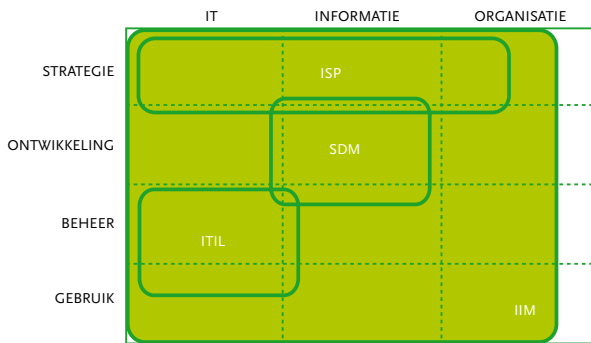 IT INFORMATIE ORGANISATIE
STRATEGIE ISP
ONTWIKKELING SDM
BEHEER ITIL
GEBRUIK IIM